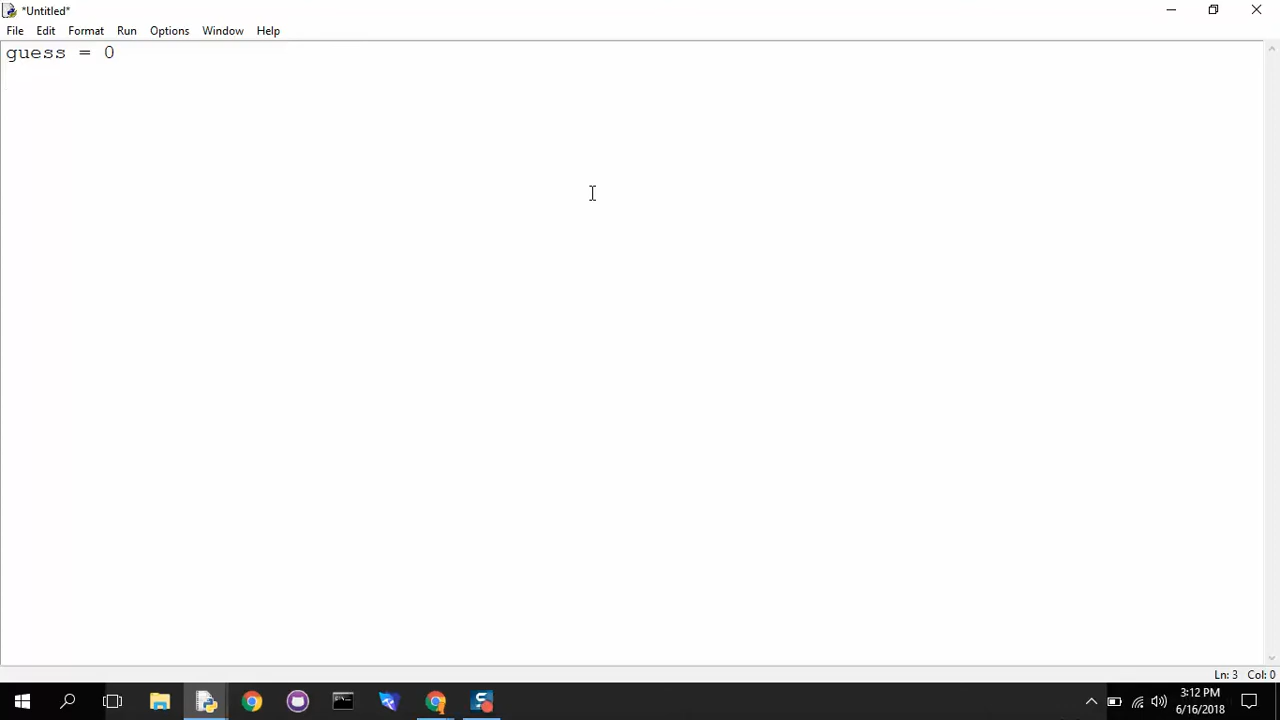 *Untitled*
File Edit Format Run Options Window Help
guess = 0
Ln: 3 Col: 0
3:12 PM
6/16/2018